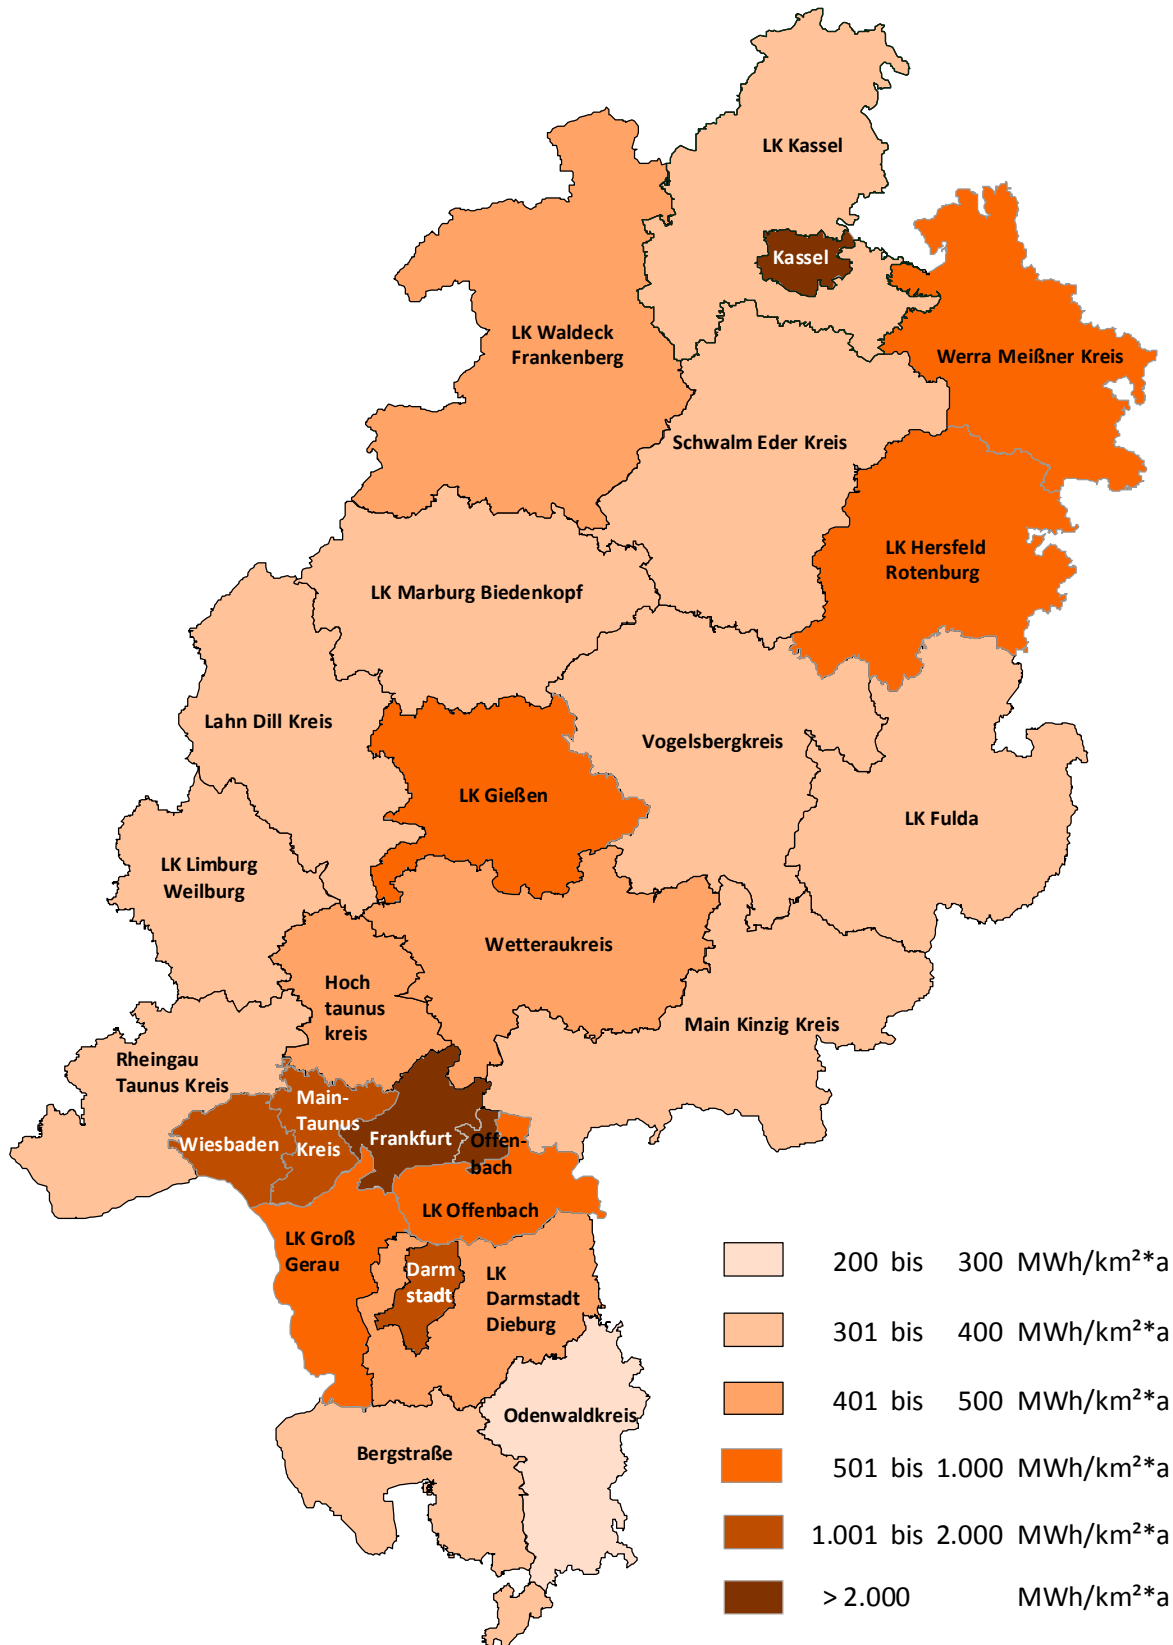 LK Kassel
Kassel
LK Waldeck
Frankenberg
Werra Meißner Kreis
Schwalm Eder Kreis
LK Hersfeld
Rotenburg
LK Marburg Biedenkopf
Lahn Dill Kreis
Vogelsbergkreis
LK Gießen
LK Fulda
LK Limburg
Weilburg
Wetteraukreis
Hoch
taunus
kreis
Main Kinzig Kreis
Rheingau
Taunus Kreis
Main-
Taunus
Kreis
Wiesbaden
Frankfurt
Offen-
bach
LK Offenbach
LK Groß
Gerau
Darm
stadt
LK
Darmstadt
Dieburg
Odenwaldkreis
Bergstraße
200 bis 300 MWh/km²*a
301 bis 400 MWh/km²*a
401 bis 500 MWh/km²*a
501 bis 1.000 MWh/km²*a
1.001 bis 2.000 MWh/km²*a
> 2.000 MWh/km²*a